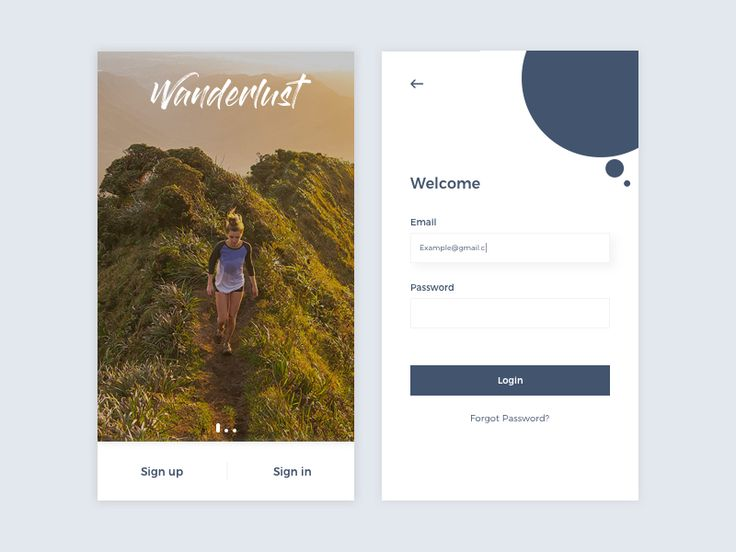 Wanderlust
Sign up
Sign in
Welcome
Email
Example@gmail.c
Password
Login
Forgot Password?